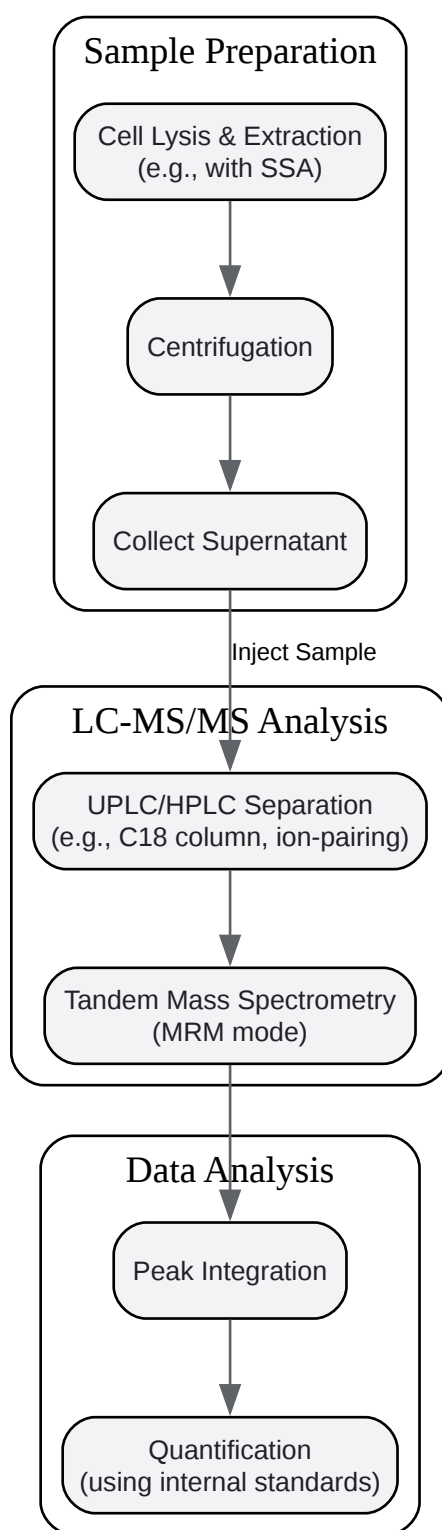 Sample Preparation
Cell Lysis & Extraction
(e.g., with SSA)
Centrifugation
Collect Supernatant
Inject Sample
LC-MS/MS Analysis
UPLC/HPLC Separation
(e.g., C18 column, ion-pairing)
Tandem Mass Spectrometry
(MRM mode)
Data Analysis
Peak Integration
Quantification
(using internal standards)